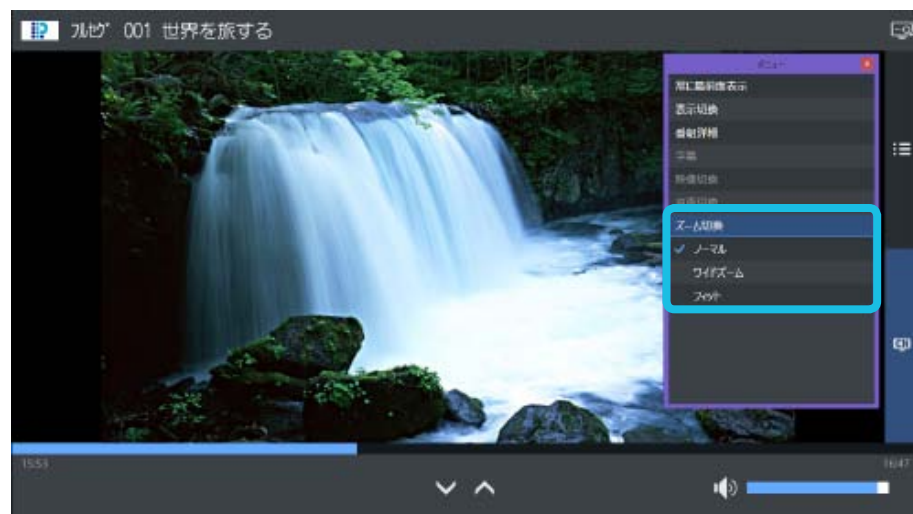 フルセグ 001 世界を旅する
メニュー
常に最前面表示
表示切換
番組詳細
字幕
映像切換
音声切換
ズーム切換
ノーマル
ワイドズーム
フィット
15:53
16:47